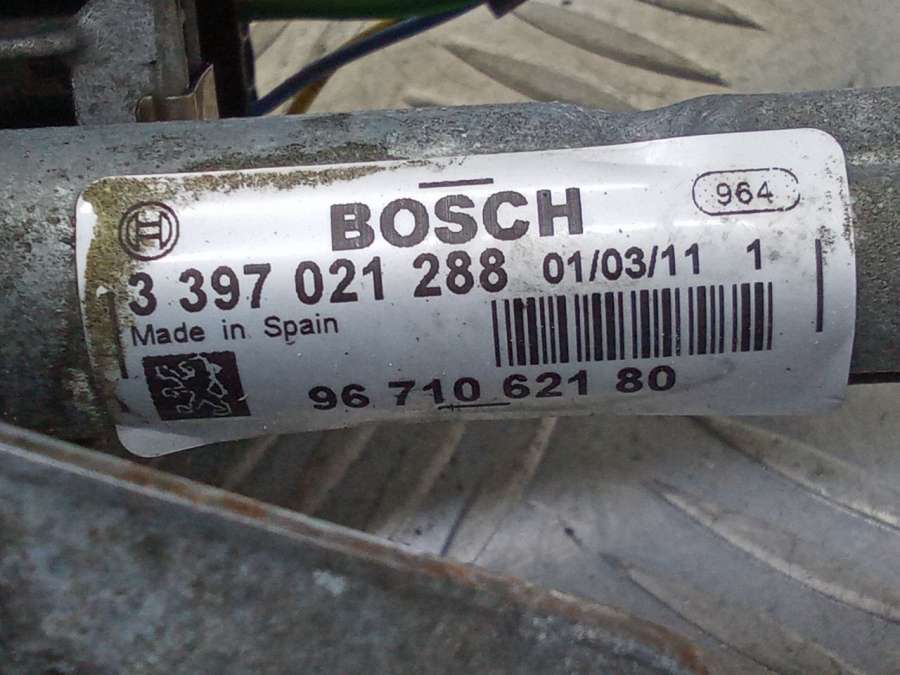 BOSCH 964
3 397 021 288 01/03/11 1
Made in Spain
96 710 621 80